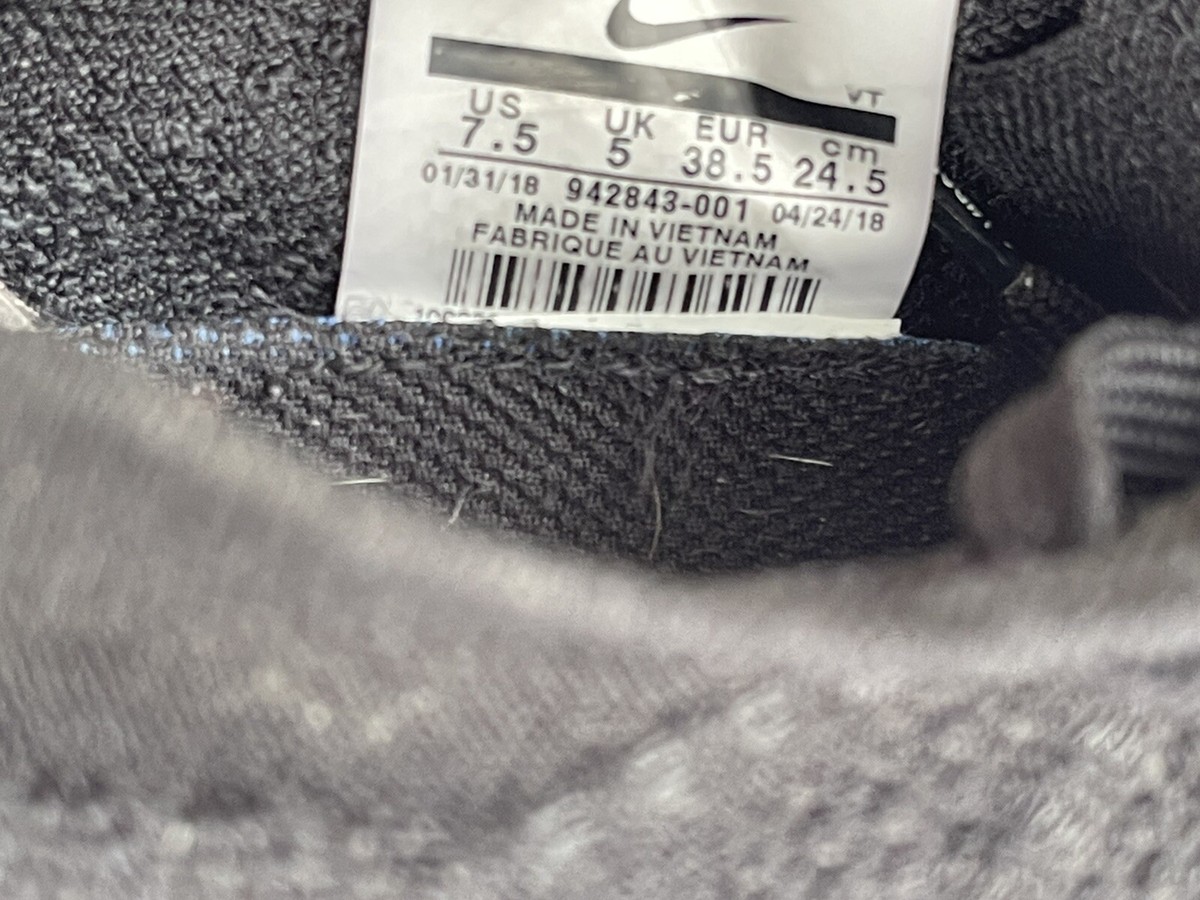 VT
US UK EUR cm
7.5 5 38.5 24.5
01/31/18 942843-001 04/24/18
MADE IN VIETNAM
FABRIQUE AU VIETNAM